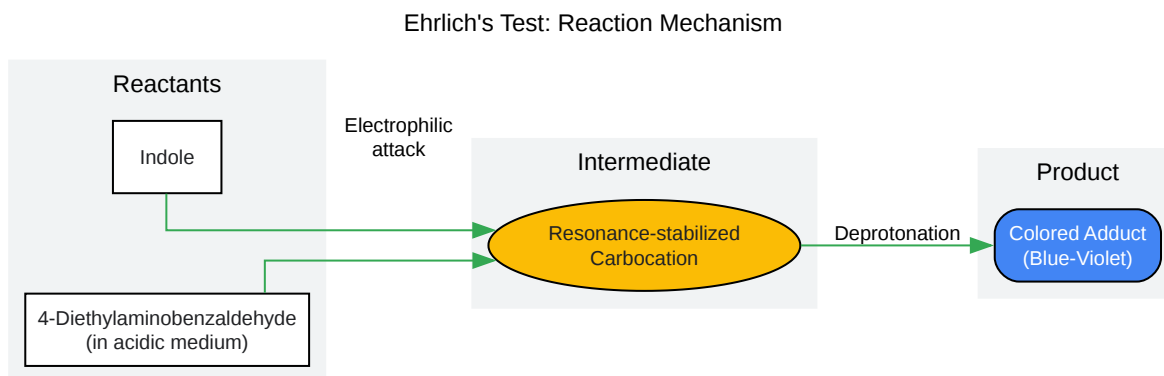 Ehrlich's Test: Reaction Mechanism
Reactants
Indole
4-Diethylaminobenzaldehyde
(in acidic medium)
Electrophilic
attack
Intermediate
Resonance-stabilized
Carbocation
Deprotonation
Product
Colored Adduct
(Blue-Violet)